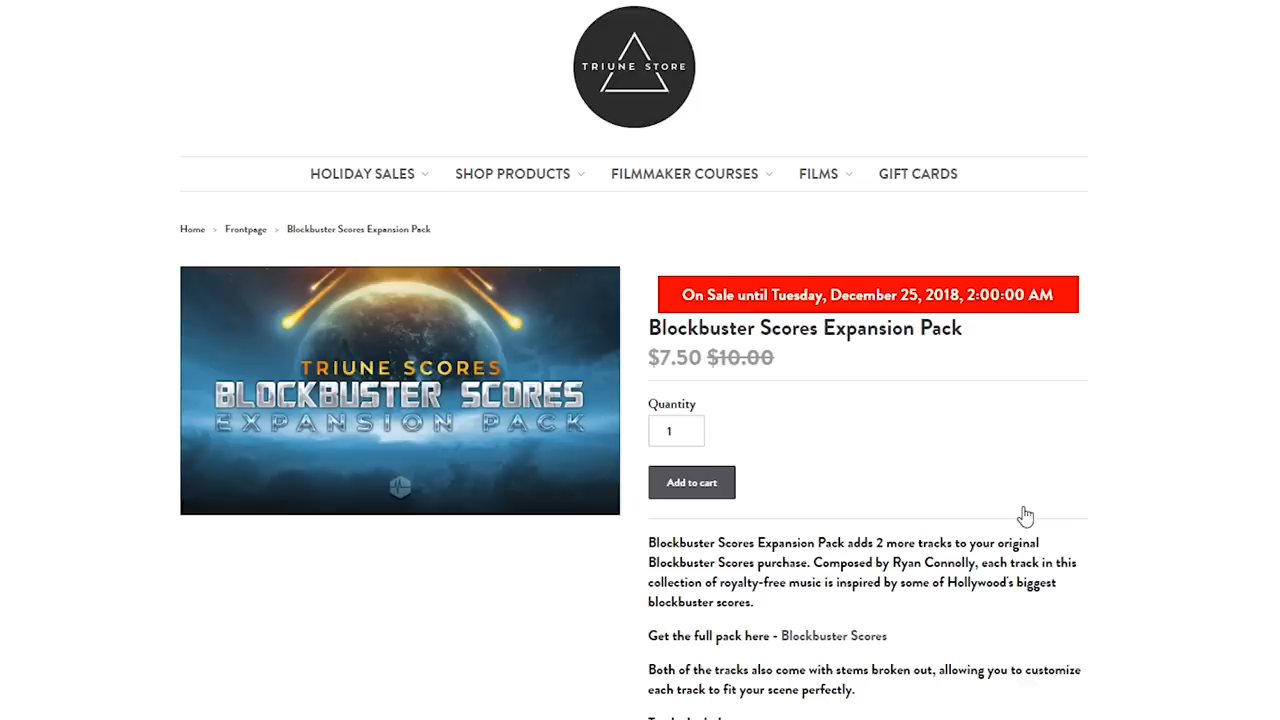 TRIUNE STORE
HOLIDAY SALES
SHOP PRODUCTS
FILMMAKER COURSES
FILMS
GIFT CARDS
Home > Frontpage > Blockbuster Scores Expansion Pack
TRIUNE SCORES
BLOCKBUSTER SCORES
EXPANSION PACK
On Sale until Tuesday, December 25, 2018, 2:00:00 AM
Blockbuster Scores Expansion Pack
$7.50 $10.00
Quantity
1
Add to cart
Blockbuster Scores Expansion Pack adds 2 more tracks to your original
Blockbuster Scores purchase. Composed by Ryan Connolly, each track in this
collection of royalty-free music is inspired by some of Hollywood's biggest
blockbuster scores.
Get the full pack here - Blockbuster Scores
Both of the tracks also come with stems broken out, allowing you to customize
each track to fit your scene perfectly.